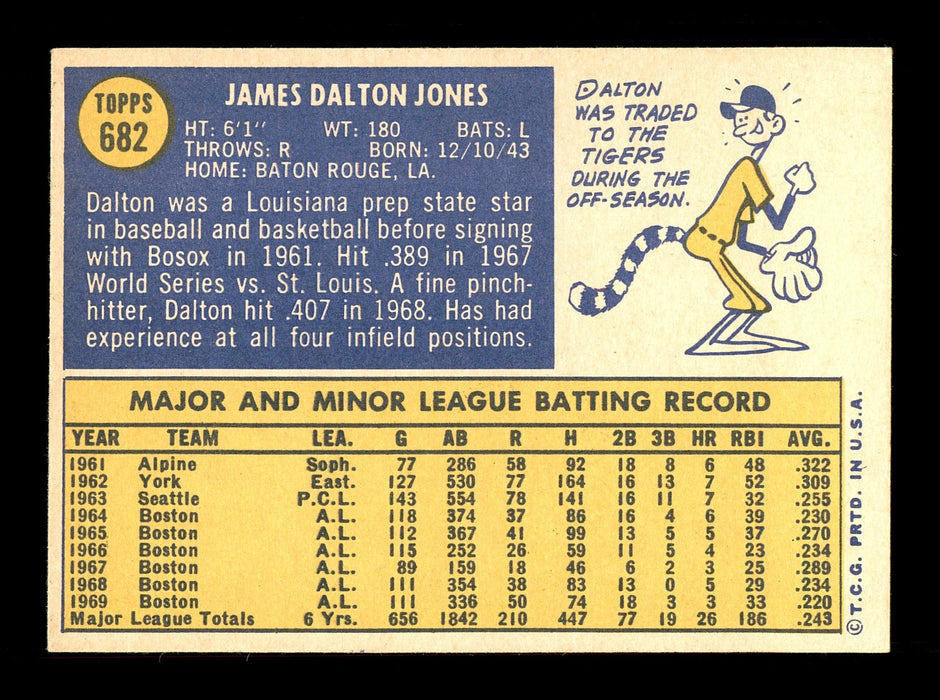 TOPPS
682
JAMES DALTON JONES
HT: 6'1" WT: 180 BATS: L
THROWS: R BORN: 12/10/43
HOME: BATON ROUGE, LA.
Dalton was a Louisiana prep state star
in baseball and basketball before signing
with Bosox in 1961. Hit .389 in 1967
World Series vs. St. Louis. A fine pinch-
hitter, Dalton hit .407 in 1968. Has had
experience at all four infield positions.
DALTON
WAS TRADED
TO THE
TIGERS
DURING THE
OFF-SEASON.
MAJOR AND MINOR LEAGUE BATTING RECORD
YEAR TEAM LEA. G AB R H 2B 3B HR RBI AVG.
1961 Alpine Soph. 77 286 58 92 18 8 6 48 .322
1962 York East. 127 530 77 164 16 13 7 52 .309
1963 Seattle P.C.L. 143 554 78 141 16 11 7 32 .255
1964 Boston A.L. 118 374 37 86 16 4 6 39 .230
1965 Boston A.L. 112 367 41 99 13 5 5 37 .270
1966 Boston A.L. 115 252 26 59 11 5 4 23 .234
1967 Boston A.L. 89 159 18 46 6 2 3 25 .289
1968 Boston A.L. 111 354 38 83 13 0 5 29 .234
1969 Boston A.L. 111 336 50 74 18 3 3 33 .220
Major League Totals 6 Yrs. 656 1842 210 447 77 19 26 186 .243
©T.C.G. PRTD. IN U.S.A.